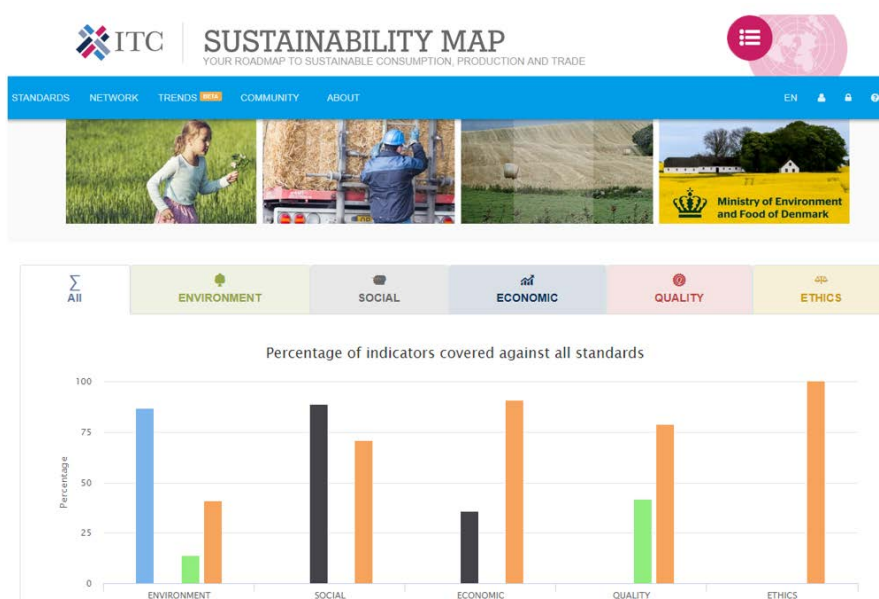 ITC
SUSTAINABILITY MAP
YOUR ROADMAP TO SUSTAINABLE CONSUMPTION, PRODUCTION AND TRADE
STANDARDS NETWORK TRENDS BETA COMMUNITY ABOUT EN
Ministry of Environment
and Food of Denmark
Σ
All ENVIRONMENT SOCIAL ECONOMIC QUALITY ETHICS
Percentage of indicators covered against all standards
100
75
50
25
0
Percentage
ENVIRONMENT SOCIAL ECONOMIC QUALITY ETHICS